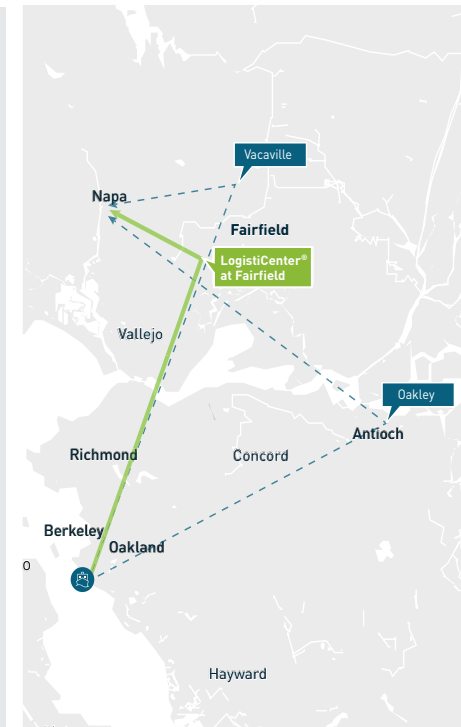 Vacaville
Napa
Fairfield
LogistiCenter®
at Fairfield
Vallejo
Oakley
Antioch
Richmond
Concord
Berkeley
Oakland
O
Hayward